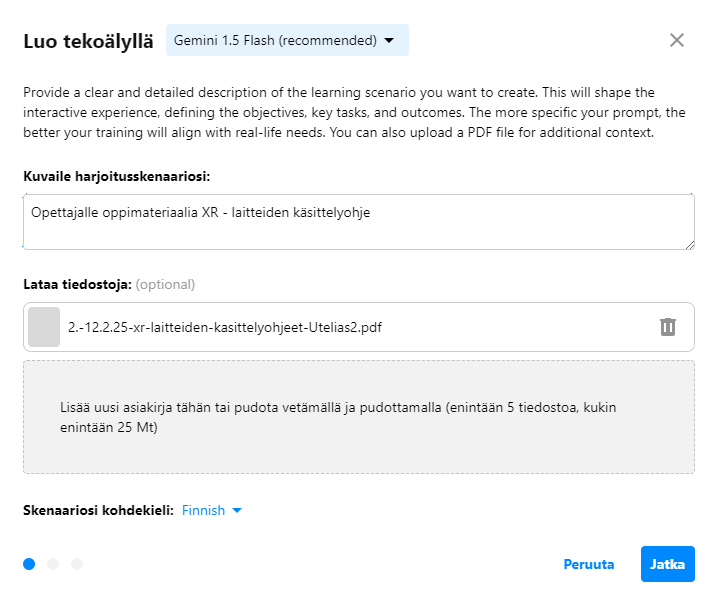 Luo tekoälyllä
Gemini 1.5 Flash (recommended)
Provide a clear and detailed description of the learning scenario you want to create. This will shape the
interactive experience, defining the objectives, key tasks, and outcomes. The more specific your prompt, the
better your training will align with real-life needs. You can also upload a PDF file for additional context.
Kuvaile harjoitusskenaariosi:
Opettajalle oppimateriaalia XR - laitteiden käsittelyohje
Lataa tiedostoja: (optional)
2.-12.2.25-xr-laitteiden-kasittelyohjeet-Utelias2.pdf
Lisää uusi asiakirja tähän tai pudota vetämällä ja pudottamalla (enintään 5 tiedostoa, kukin
enintään 25 Mt)
Skenaariosi kohdekieli: Finnish
Peruuta
Jatka